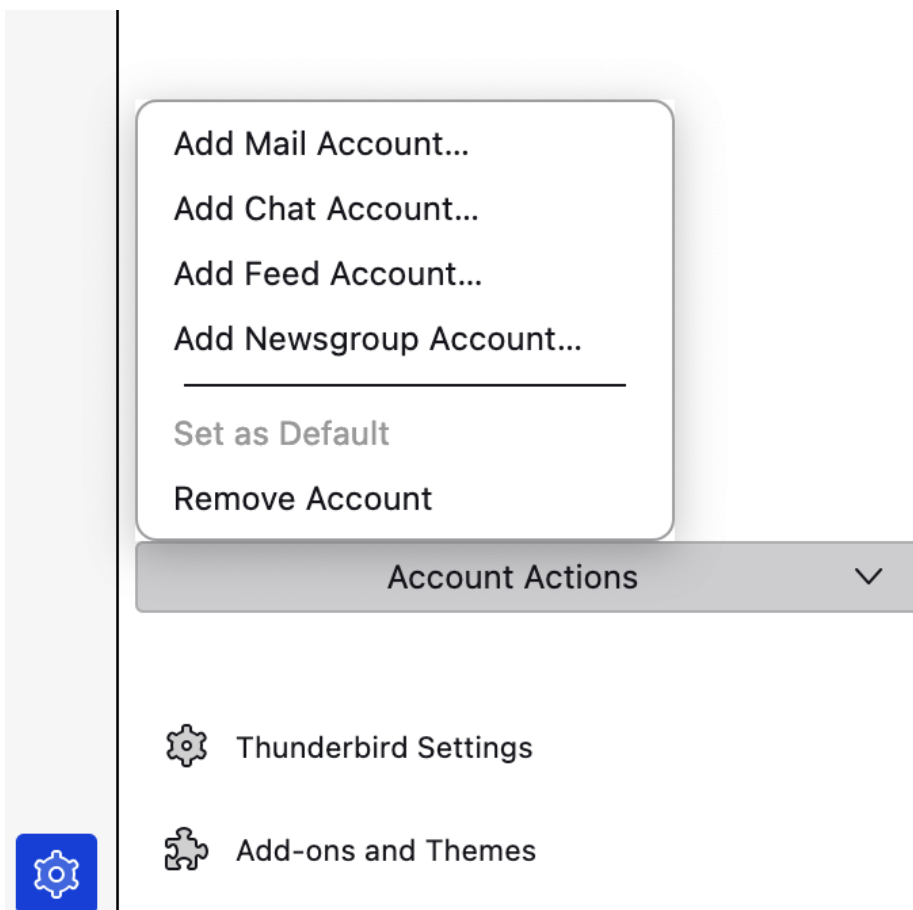 Add Mail Account...
Add Chat Account...
Add Feed Account...
Add Newsgroup Account...
Set as Default
Remove Account
Account Actions
Thunderbird Settings
Add-ons and Themes